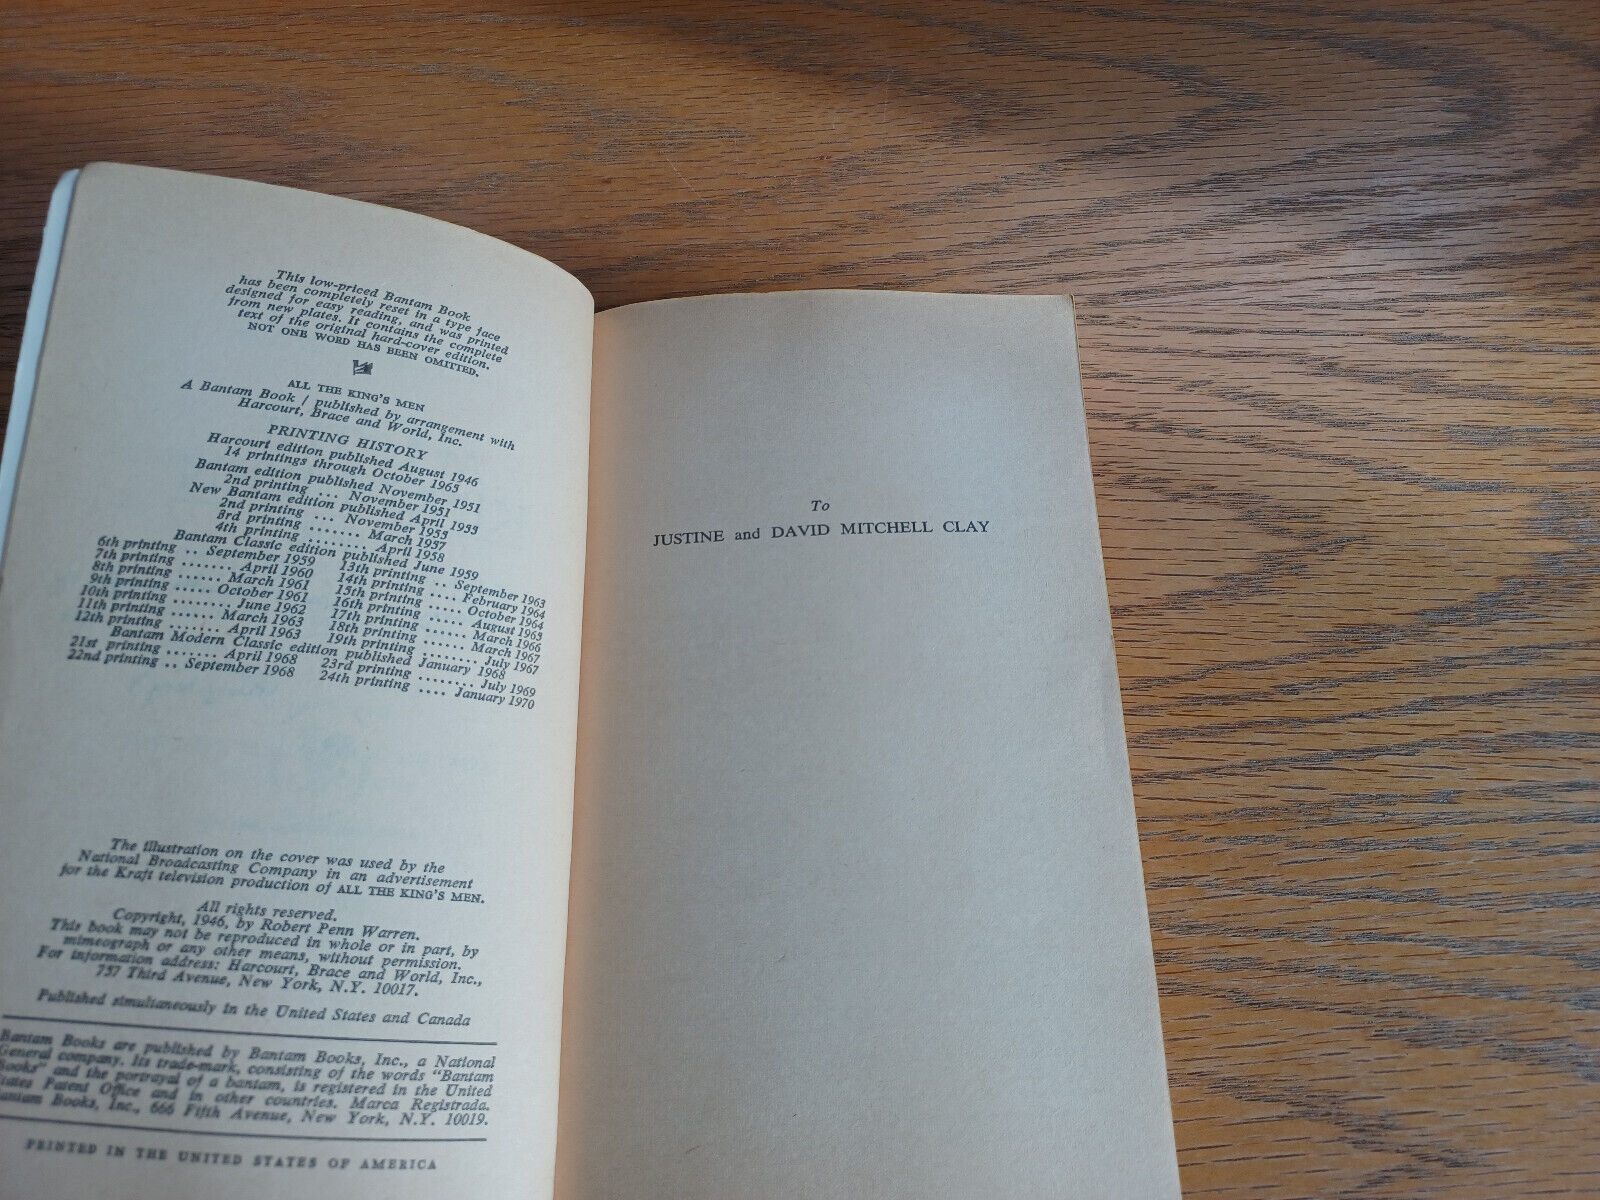 This low-priced Bantam Book
has been completely reset in a type face
designed for easy reading, and was printed
from new plates. It contains the complete
text of the original hard-cover edition.
NOT ONE WORD HAS BEEN OMITTED.
ALL THE KING'S MEN
A Bantam Book / published by arrangement with
Harcourt, Brace and World, Inc.
PRINTING HISTORY
Harcourt edition published August 1946
14 printings through October 1965
Bantam edition published November 1951
2nd printing ... November 1951
New Bantam edition published April 1953
2nd printing ... November 1953
3rd printing ....... March 1957
4th printing ......... April 1958
Bantam Classic edition published June 1959
6th printing .. September 1959
7th printing ....... April 1960
8th printing ...... March 1961
9th printing ..... October 1961
10th printing ........ June 1962
11th printing ...... March 1963
12th printing ....... April 1963
13th printing .. September 1963
14th printing .... February 1964
15th printing ..... October 1964
16th printing ...... August 1965
17th printing ...... March 1966
18th printing ...... March 1967
19th printing ........ July 1967
Bantam Modern Classic edition published January 1968
21st printing ....... April 1968
22nd printing .. September 1968
23rd printing ........ July 1969
24th printing .... January 1970
The illustration on the cover was used by the
National Broadcasting Company in an advertisement
for the Kraft television production of ALL THE KING'S MEN.
All rights reserved.
Copyright, 1946, by Robert Penn Warren.
This book may not be reproduced in whole or in part, by
mimeograph or any other means, without permission.
For information address: Harcourt, Brace and World, Inc.,
757 Third Avenue, New York, N.Y. 10017.
Published simultaneously in the United States and Canada
Bantam Books are published by Bantam Books, Inc., a National
General company. Its trade-mark, consisting of the words "Bantam
Books" and the portrayal of a bantam, is registered in the United
States Patent Office and in other countries. Marca Registrada.
Bantam Books, Inc., 666 Fifth Avenue, New York, N.Y. 10019.
PRINTED IN THE UNITED STATES OF AMERICA
To
JUSTINE and DAVID MITCHELL CLAY